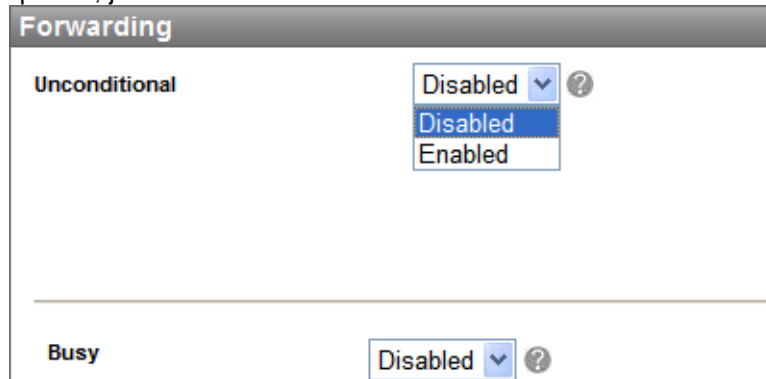 Forwarding
Unconditional Disabled
Disabled
Enabled
Busy Disabled